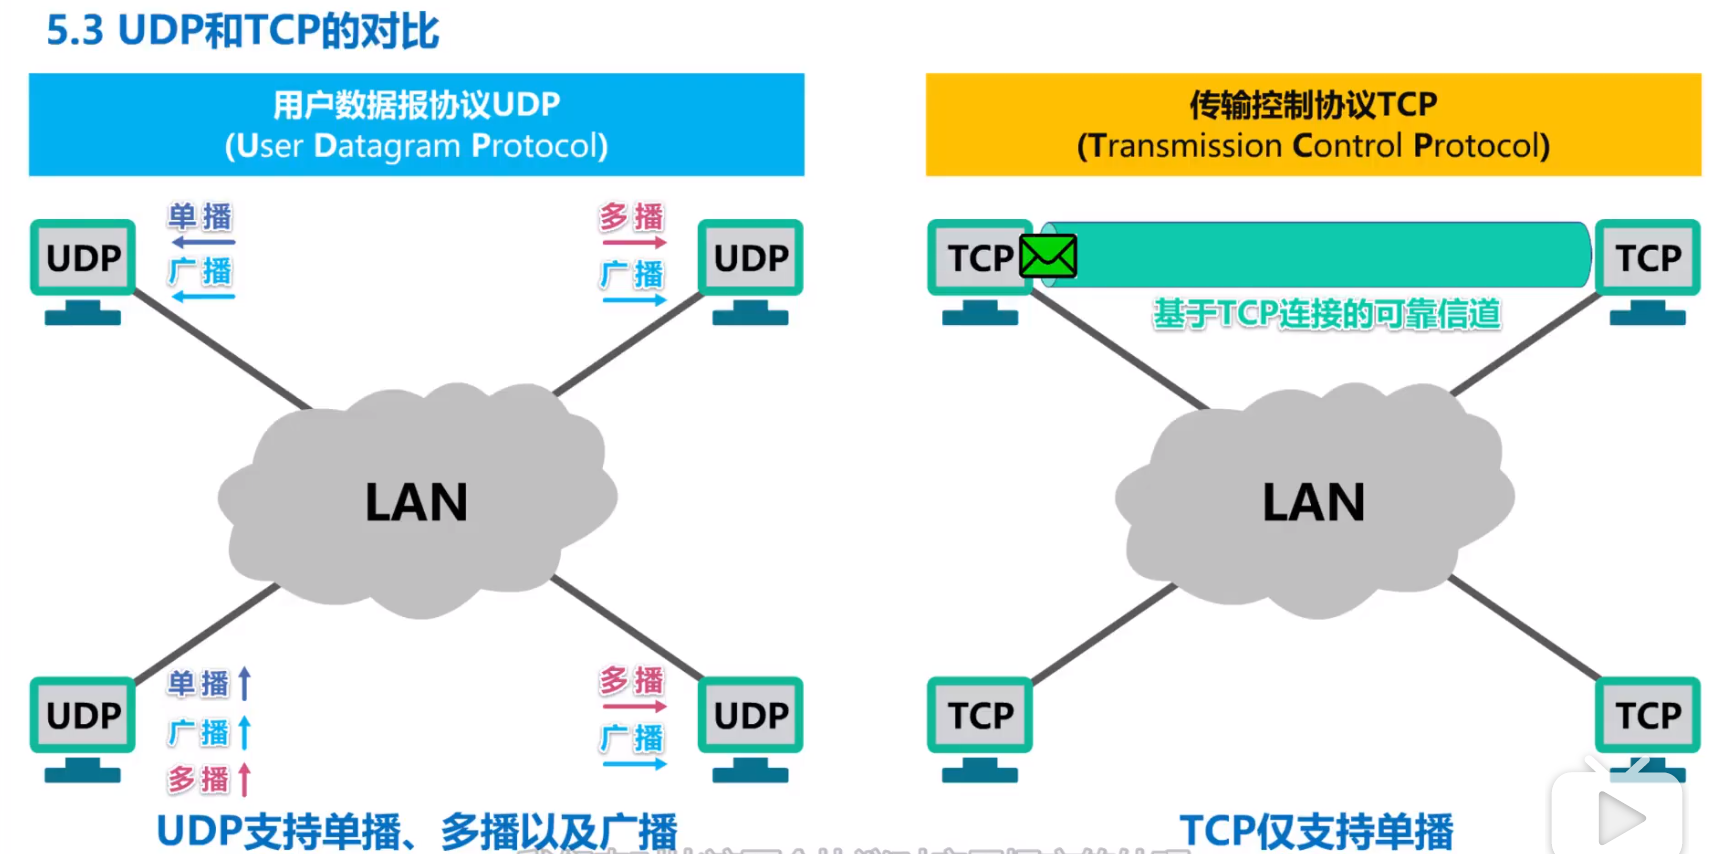 5.3 UDP和TCP的对比
用户数据报协议UDP
(User Datagram Protocol)
传输控制协议TCP
(Transmission Control Protocol)
UDP
单播
广播
多播
广播
UDP
TCP
TCP
基于TCP连接的可靠信道
LAN
LAN
UDP
单播
广播
多播
多播
广播
UDP
TCP
TCP
UDP支持单播、多播以及广播
TCP仅支持单播